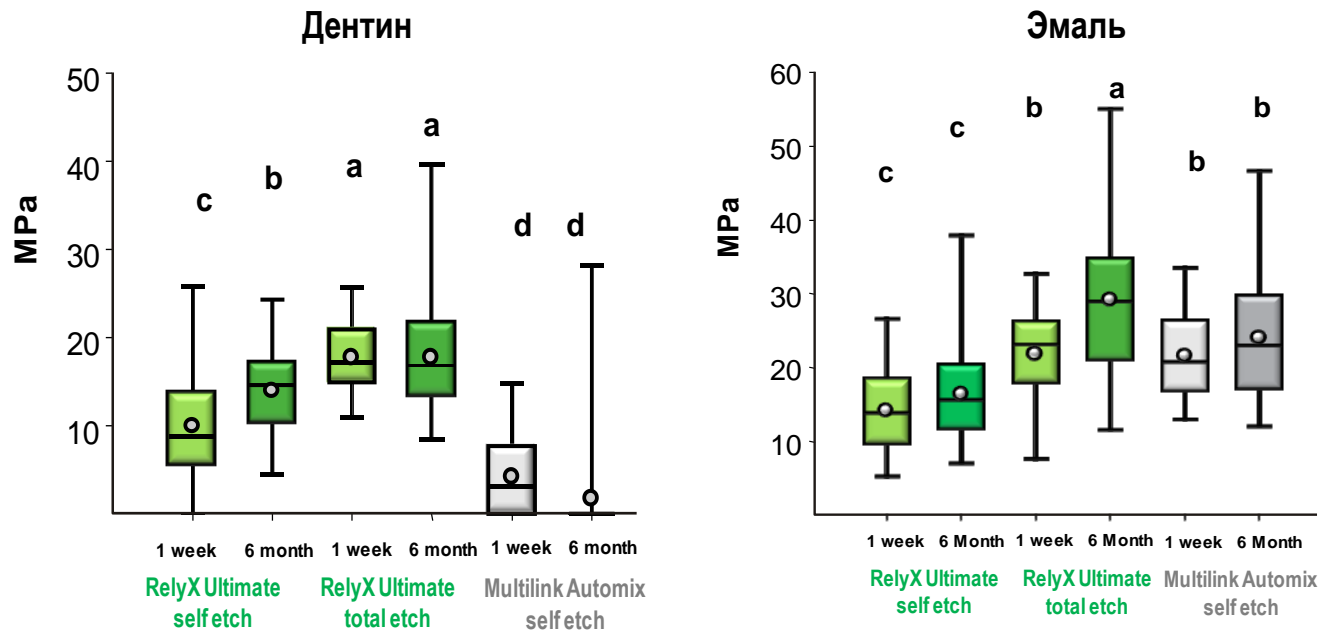 Дентин
MPa
50
40
30
20
10
c
b
a
a
d
d
1 week
6 month
1 week
6 month
1 week
6 month
RelyX Ultimate
self etch
RelyX Ultimate
total etch
Multilink Automix
self etch
Эмаль
MPa
60
50
40
30
20
10
c
c
b
a
b
b
1 week
6 Month
1 week
6 Month
1 week
6 Month
RelyX Ultimate
self etch
RelyX Ultimate
total etch
Multilink Automix
self etch